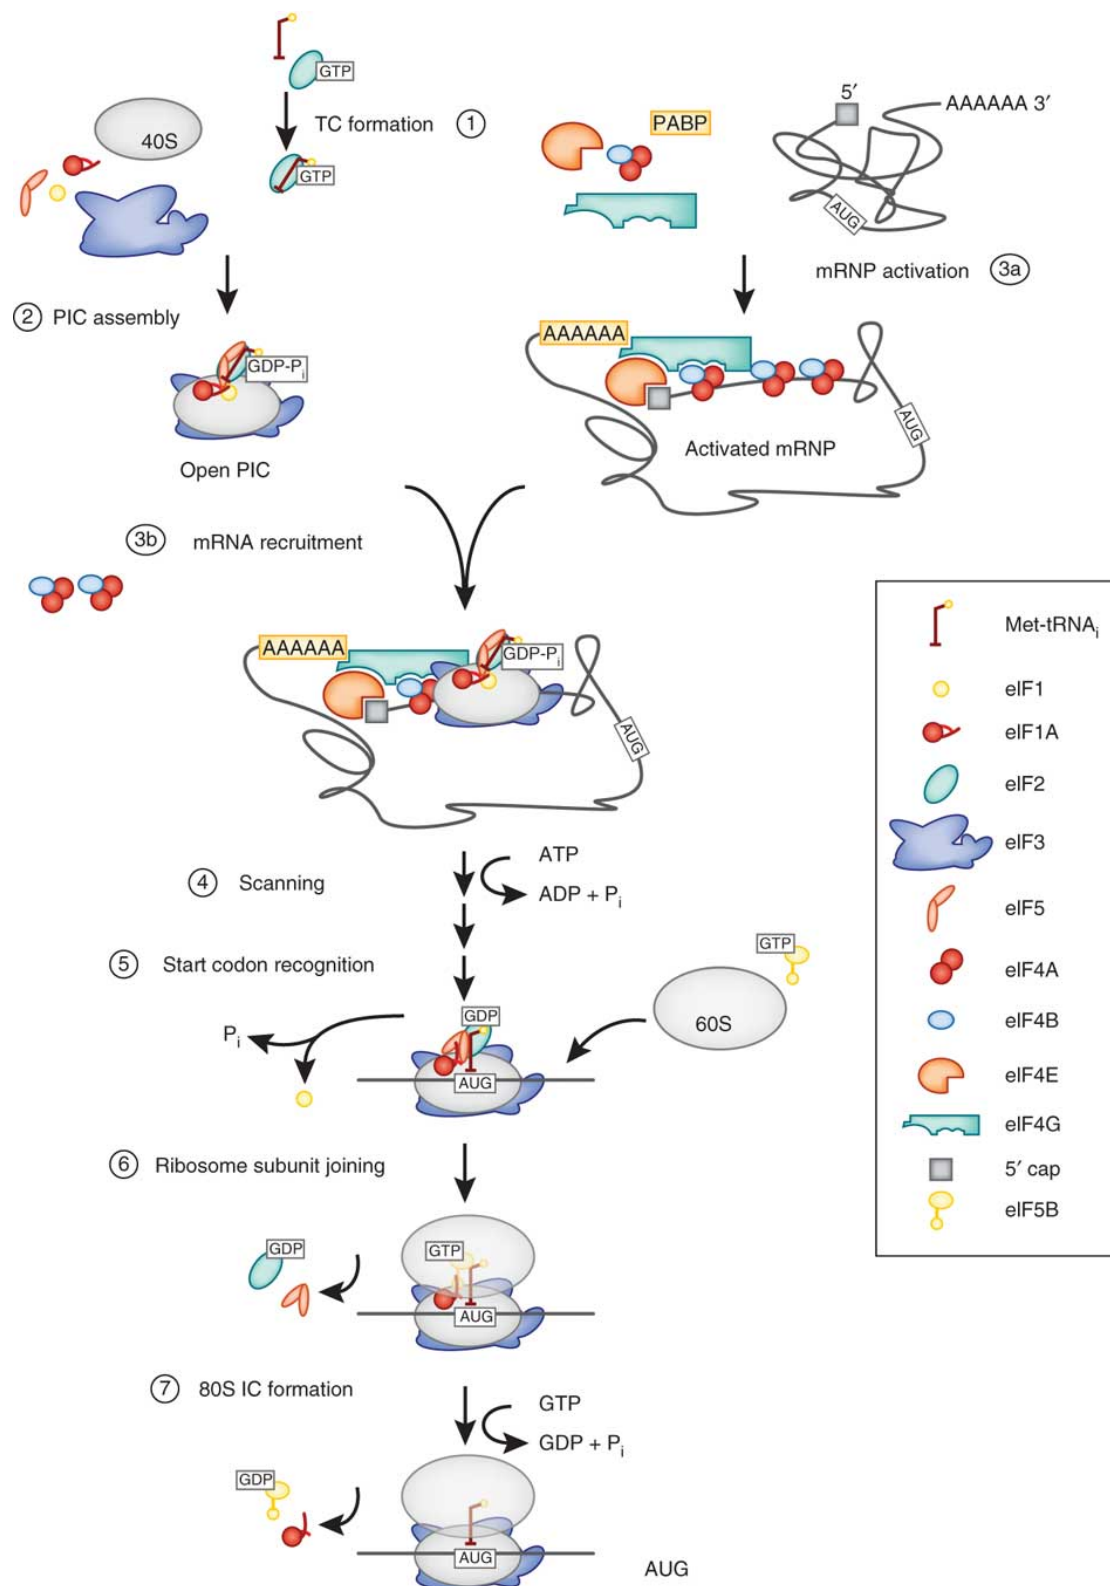 GTP
TC formation 1
GTP
40S
PABP
5′
AAAAAA 3′
AUG
mRNP activation 3a
2 PIC assembly
GDP-Pi
Open PIC
AAAAAA
AUG
Activated mRNP
3b mRNA recruitment
AAAAAA
GDP-Pi
AUG
4 Scanning
ATP
ADP + Pi
5 Start codon recognition
GTP
60S
Pi
GDP
AUG
6 Ribosome subunit joining
GDP
GTP
AUG
7 80S IC formation
GTP
GDP + Pi
GDP
AUG
AUG
Met-tRNAi
eIF1
eIF1A
eIF2
eIF3
eIF5
eIF4A
eIF4B
eIF4E
eIF4G
5′ cap
eIF5B